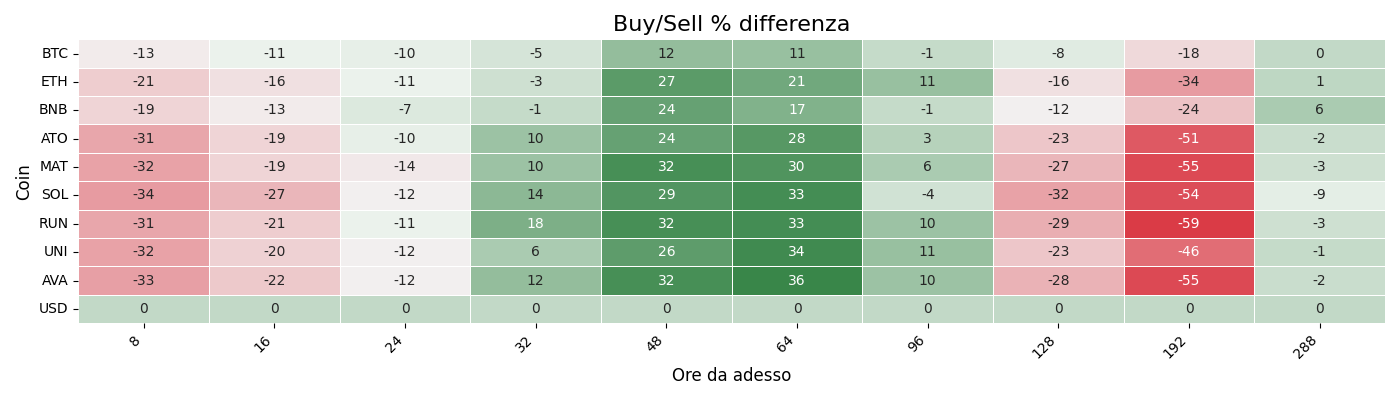 Buy/Sell % differenza
Coin
BTC -13 -11 -10 -5 12 11 -1 -8 -18 0
ETH -21 -16 -11 -3 27 21 11 -16 -34 1
BNB -19 -13 -7 -1 24 17 -1 -12 -24 6
ATO -31 -19 -10 10 24 28 3 -23 -51 -2
MAT -32 -19 -14 10 32 30 6 -27 -55 -3
SOL -34 -27 -12 14 29 33 -4 -32 -54 -9
RUN -31 -21 -11 18 32 33 10 -29 -59 -3
UNI -32 -20 -12 6 26 34 11 -23 -46 -1
AVA -33 -22 -12 12 32 36 10 -28 -55 -2
USD 0 0 0 0 0 0 0 0 0 0
8 16 24 32 48 64 96 128 192 288
Ore da adesso